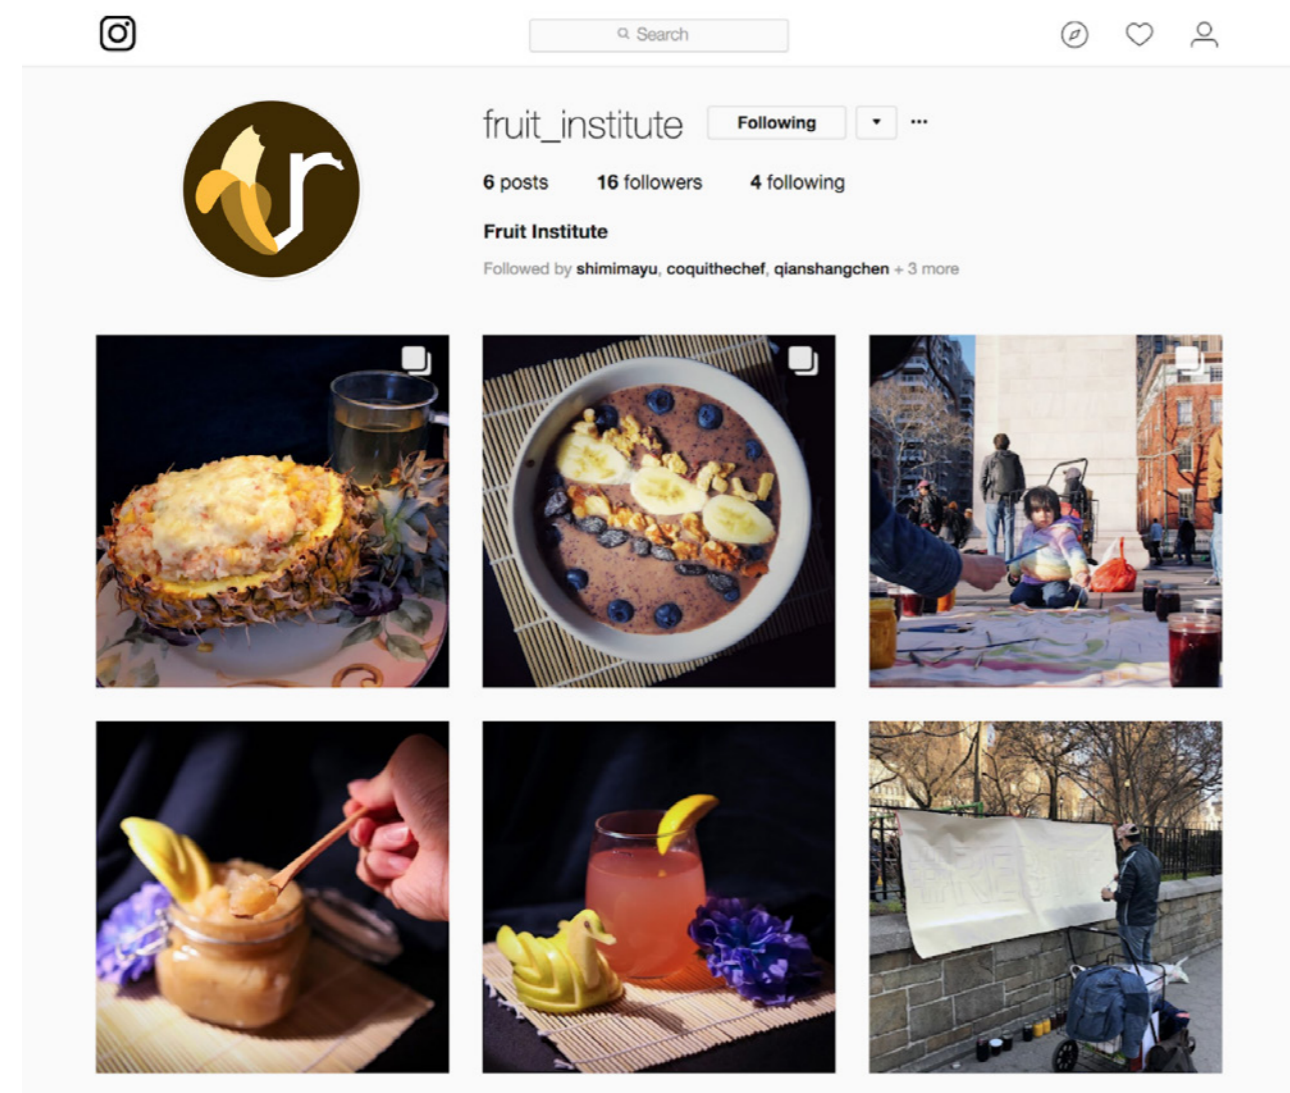 Search
fruit_institute Following
6 posts 16 followers 4 following
Fruit Institute
Followed by shimimayu, coquithechef, qianshangchen + 3 more